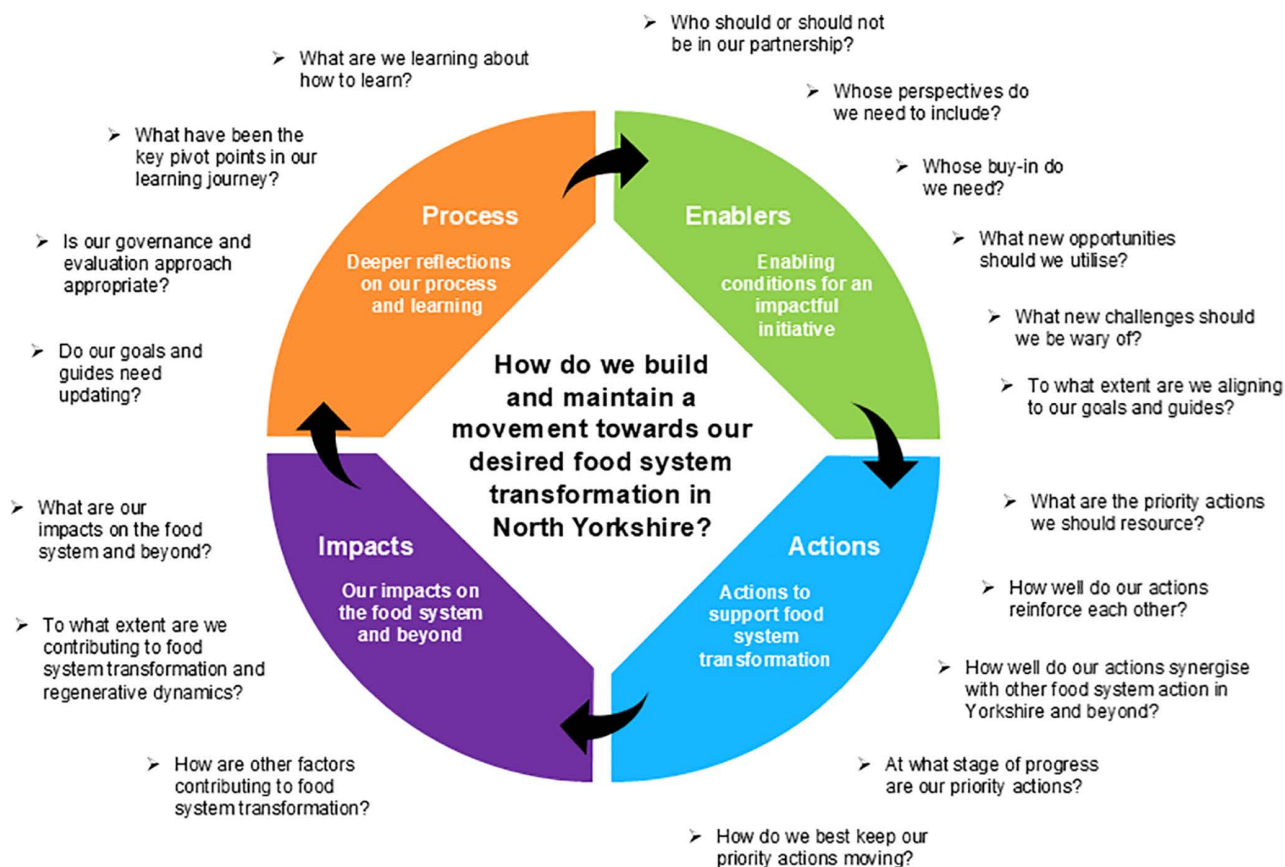 Who should or should not
be in our partnership?
What are we learning about
how to learn?
Whose perspectives do
we need to include?
What have been the
key pivot points in our
learning journey?
Whose buy-in do
we need?
Process
Deeper reflections
on our process
and learning
Enablers
Enabling
conditions for an
impactful
initiative
Is our governance and
evaluation approach
appropriate?
What new opportunities
should we utilise?
What new challenges should
we be wary of?
Do our goals and
guides need
updating?
To what extent are we aligning
to our goals and guides?
How do we build
and maintain a
movement towards our
desired food system
transformation in
North Yorkshire?
What are our
impacts on the food
system and beyond?
What are the priority actions
we should resource?
Impacts
Our impacts on
the food system
and beyond
Actions
Actions to
support food
system
transformation
How well do our actions
reinforce each other?
To what extent are we
contributing to food
system transformation and
regenerative dynamics?
How well do our actions synergise
with other food system action in
Yorkshire and beyond?
How are other factors
contributing to food
system transformation?
At what stage of progress
are our priority actions?
How do we best keep our
priority actions moving?